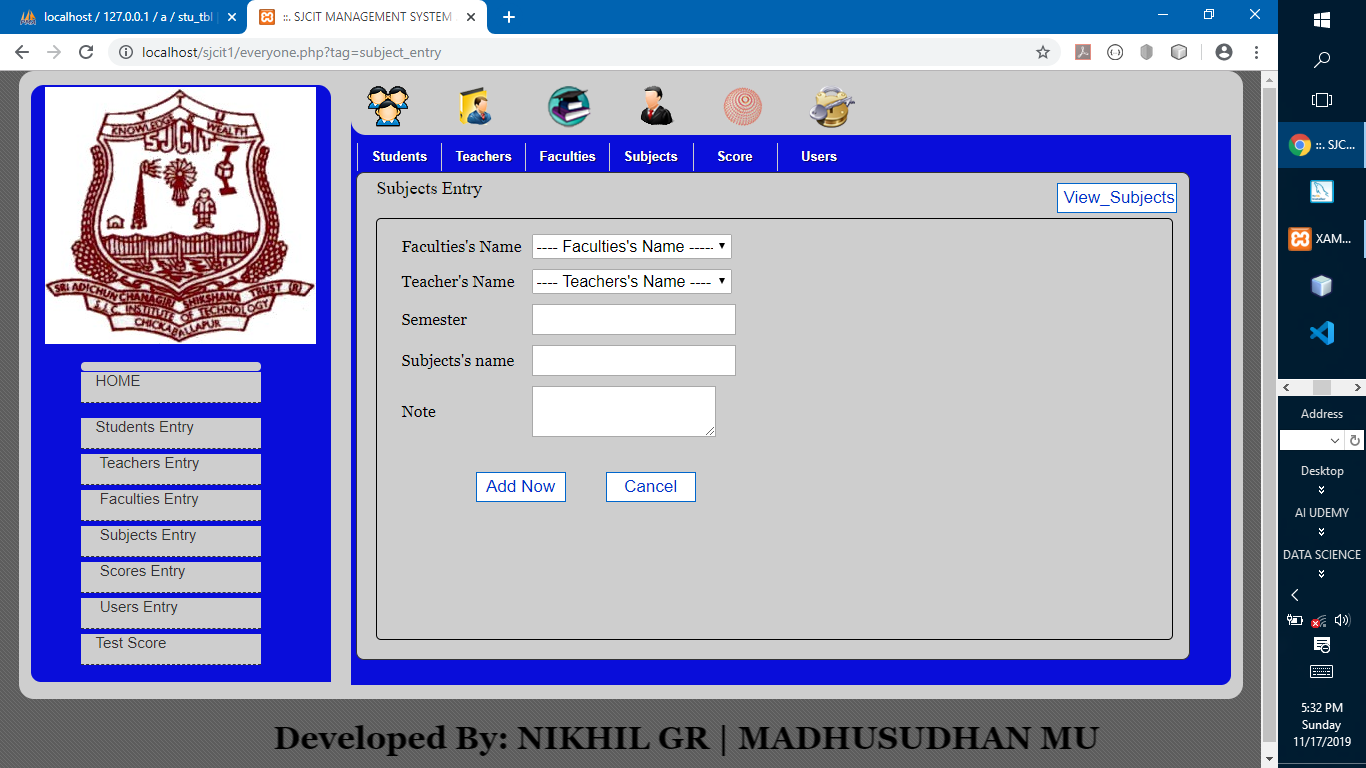 localhost / 127.0.0.1 / a / stu_tbl
::. SJCIT MANAGEMENT SYSTEM .
localhost/sjcit1/everyone.php?tag=subject_entry
V T U
KNOWLEDGE WEALTH
SJCIT
SRI ADICHUNCHANAGIRI SHIKSHANA TRUST (R)
S.J.C. INSTITUTE OF TECHNOLOGY
CHICKABALLAPUR
HOME
Students Entry
Teachers Entry
Faculties Entry
Subjects Entry
Scores Entry
Users Entry
Test Score
Students Teachers Faculties Subjects Score Users
Subjects Entry
View_Subjects
Faculties's Name ---- Faculties's Name -----
Teacher's Name ---- Teachers's Name ----
Semester
Subjects's name
Note
Add Now Cancel
Developed By: NIKHIL GR | MADHUSUDHAN MU
::. SJC...
XAM...
Address
Desktop
AI UDEMY
DATA SCIENCE
5:32 PM
Sunday
11/17/2019